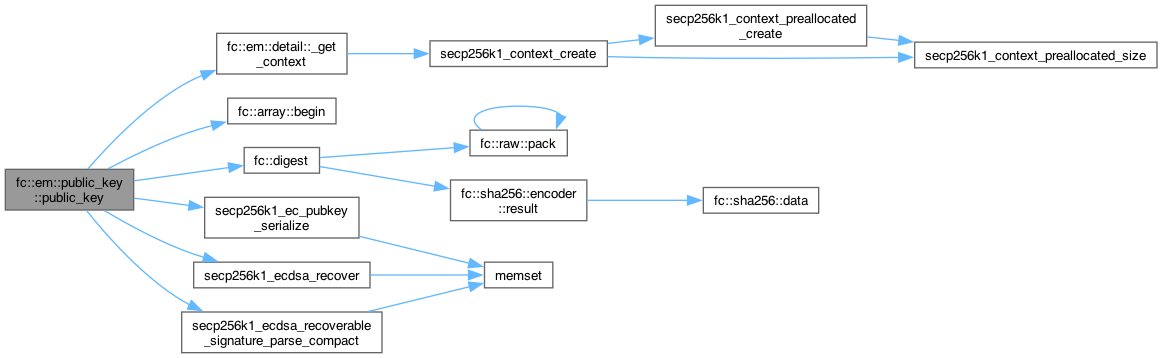 fc::em::public_key
::public_key
fc::em::detail::_get
_context
fc::array::begin
fc::digest
secp256k1_ec_pubkey
_serialize
secp256k1_ecdsa_recover
secp256k1_ecdsa_recoverable
_signature_parse_compact
secp256k1_context_create
fc::raw::pack
fc::sha256::encoder
::result
memset
secp256k1_context_preallocated
_create
fc::sha256::data
secp256k1_context_preallocated_size